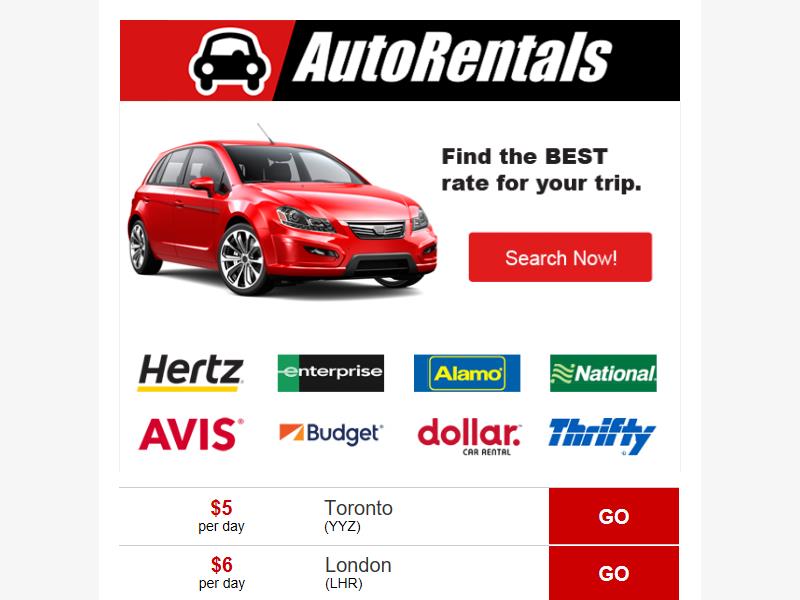 AutoRentals
Find the BEST
rate for your trip.
Search Now!
Hertz
enterprise
Alamo
National
AVIS
Budget
dollar.
CAR RENTAL
Thrifty
$5
per day
Toronto
(YYZ)
GO
$6
per day
London
(LHR)
GO